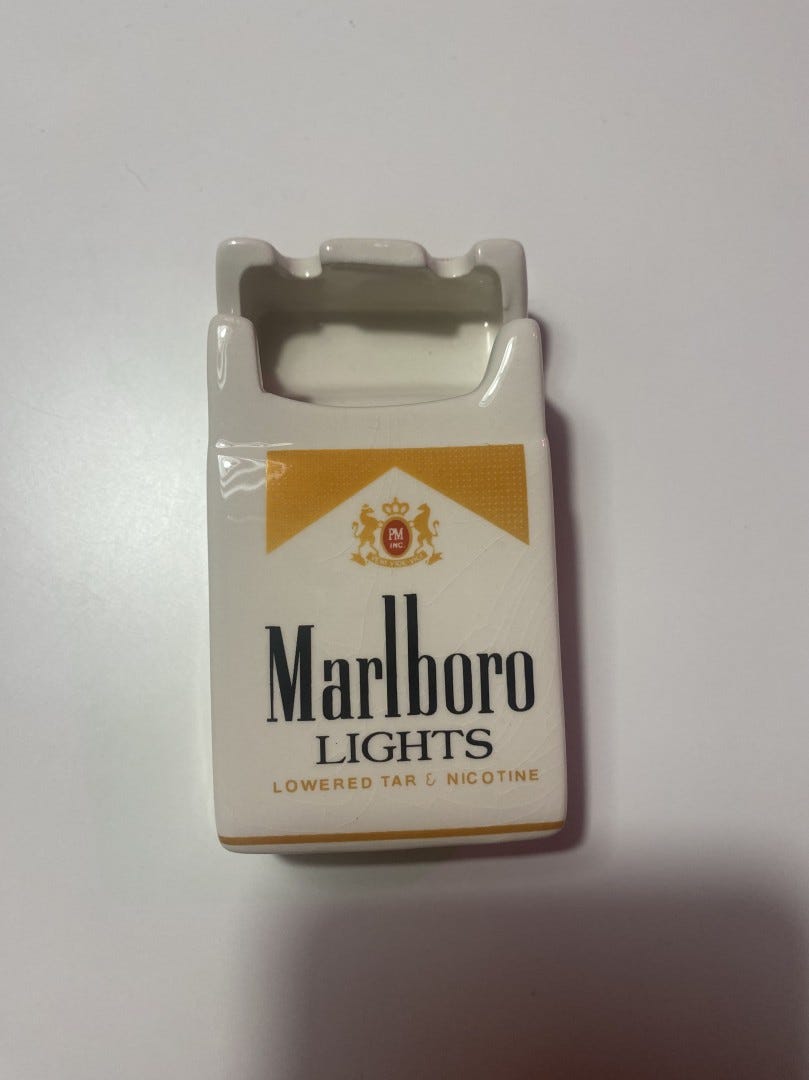 PM
INC.
Marlboro
LIGHTS
LOWERED TAR & NICOTINE